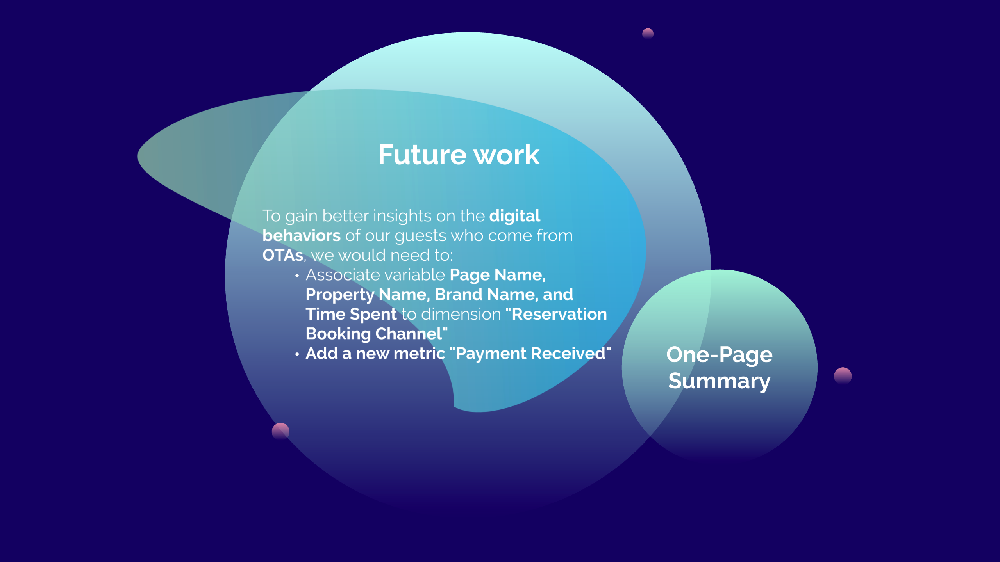 Future work
To gain better insights on the digital
behaviors of our guests who come from
OTAs, we would need to:
• Associate variable Page Name,
Property Name, Brand Name, and
Time Spent to dimension "Reservation
Booking Channel"
• Add a new metric "Payment Received"
One-Page
Summary